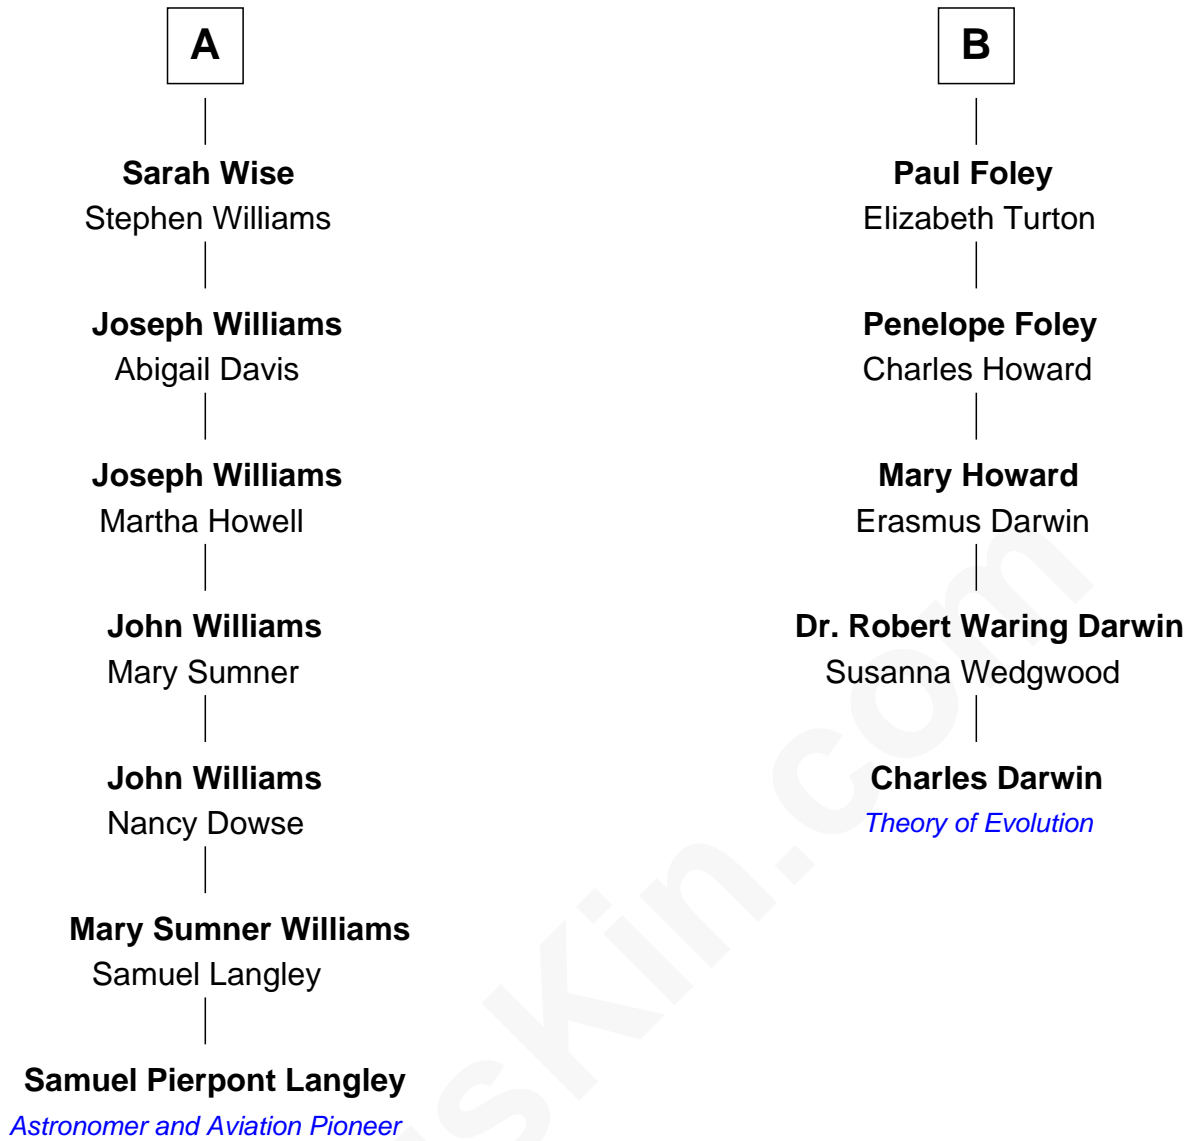 A
Sarah Wise
Stephen Williams
Joseph Williams
Abigail Davis
Joseph Williams
Martha Howell
John Williams
Mary Sumner
John Williams
Nancy Dowse
Mary Sumner Williams
Samuel Langley
Samuel Pierpont Langley
Astronomer and Aviation Pioneer
B
Paul Foley
Elizabeth Turton
Penelope Foley
Charles Howard
Mary Howard
Erasmus Darwin
Dr. Robert Waring Darwin
Susanna Wedgwood
Charles Darwin
Theory of Evolution